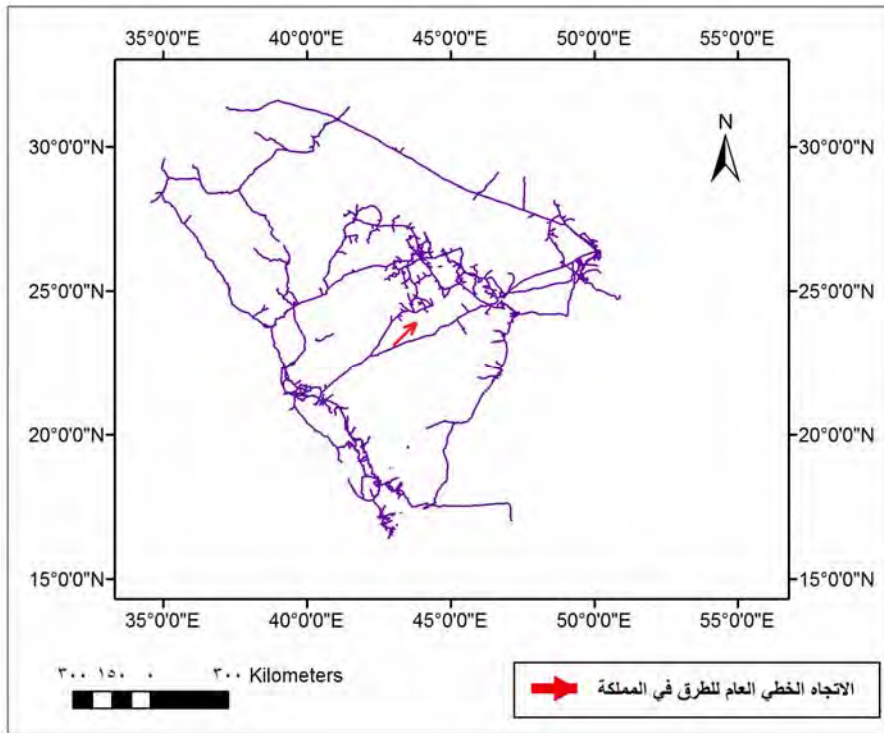 35°0'0"E 40°0'0"E 45°0'0"E 50°0'0"E 55°0'0"E
N
30°0'0"N 30°0'0"N
25°0'0"N 25°0'0"N
20°0'0"N 20°0'0"N
15°0'0"N 15°0'0"N
35°0'0"E 40°0'0"E 45°0'0"E 50°0'0"E 55°0'0"E
٣٠٠ ١٥٠ ٠ ٣٠٠ Kilometers
الاتجاه الخطي العام للطرق في المملكة